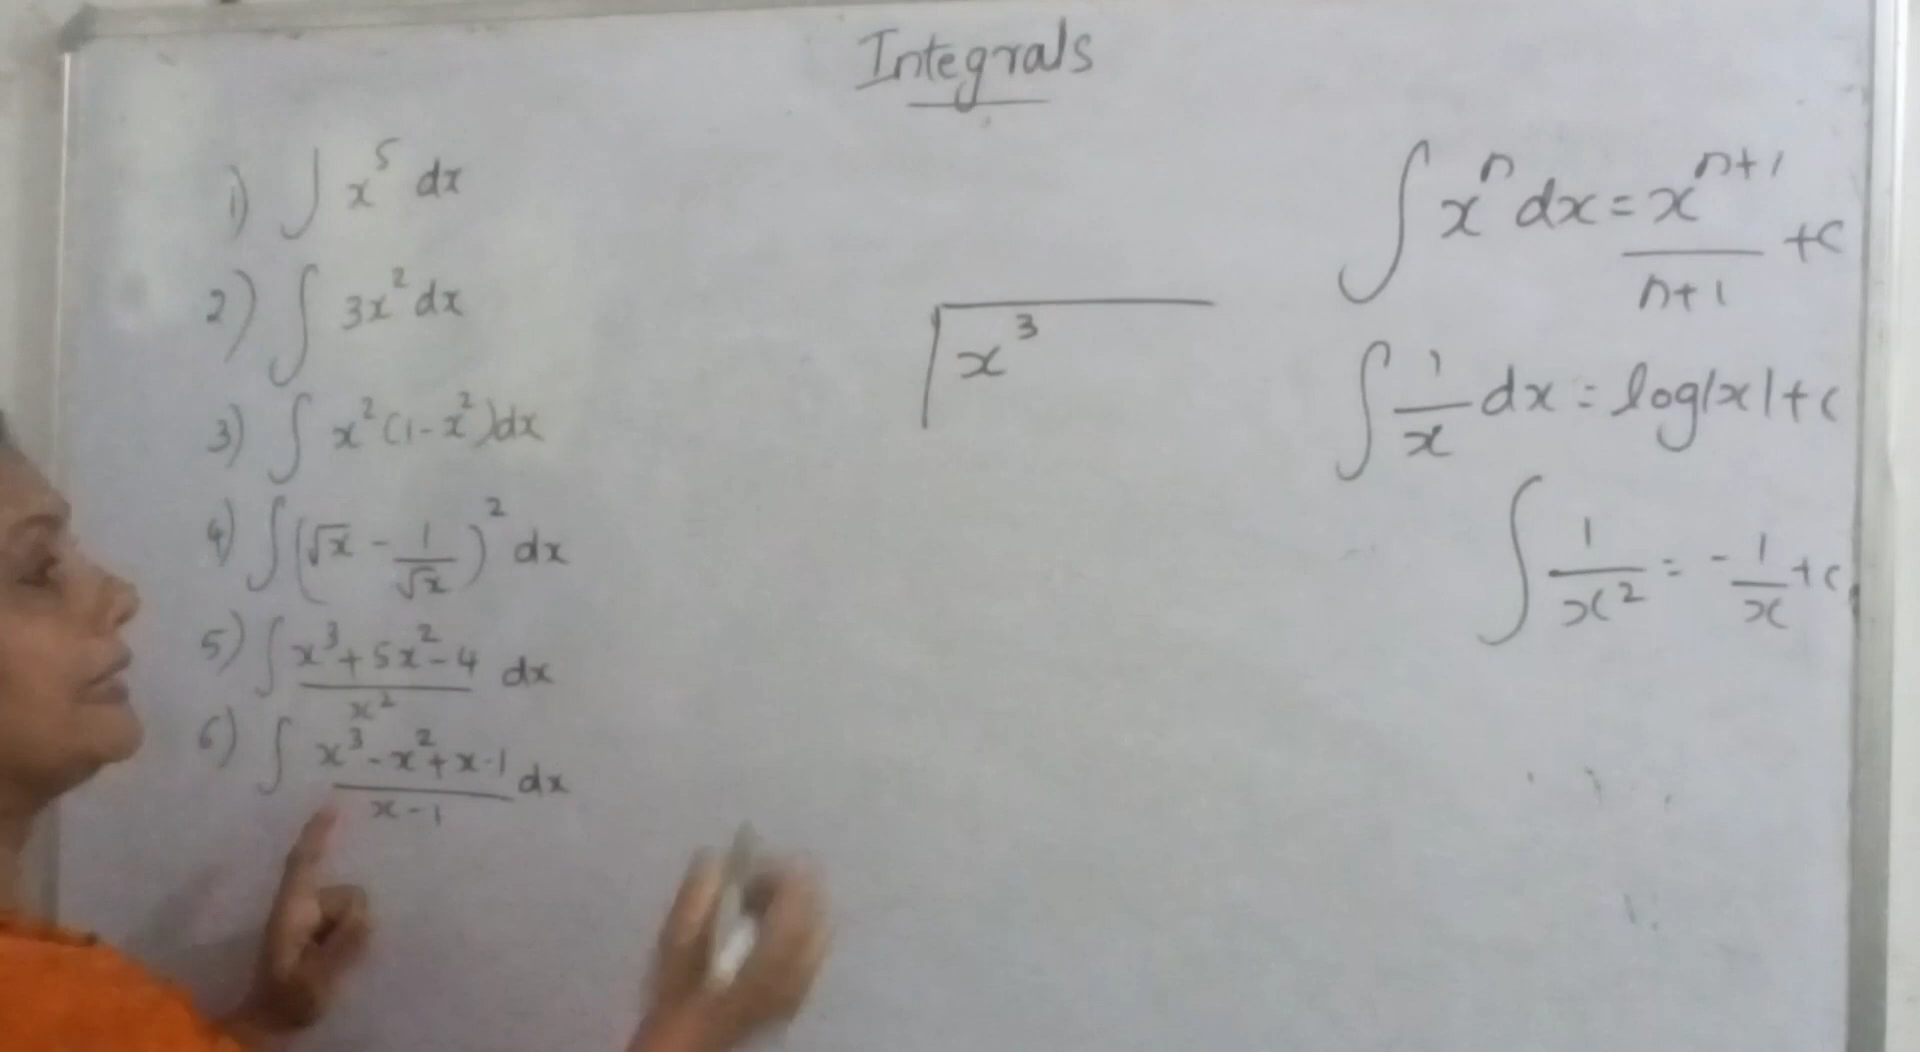 Integrals
1) ∫ x⁵ dx
2) ∫ 3x² dx
3) ∫ x²(1-x²)dx
4) ∫ (√x - 1/√x)² dx
5) ∫ (x³+5x²-4)/x² dx
6) ∫ (x³-x²+x-1)/(x-1) dx
x³
∫ xⁿ dx = xⁿ⁺¹/(n+1) +c
∫ 1/x dx = log|x|+c
∫ 1/x² = -1/x +c